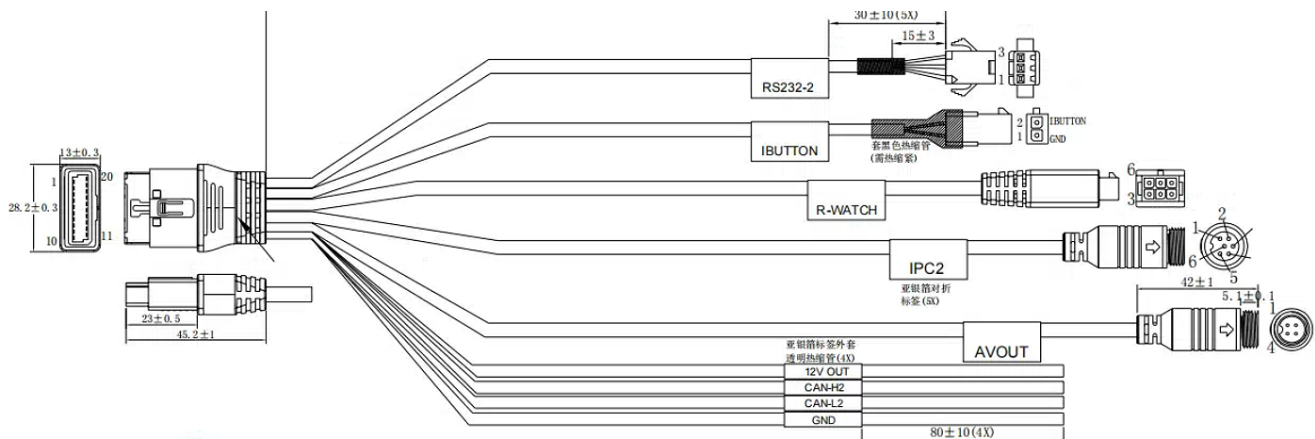 30±10(5X)
15±3
3
1
RS232-2
2
IBUTTON
1
GND
IBUTTON
套黑色热缩管
(需热缩紧)
13±0.3
1
20
28.2±0.3
10
11
6
3
R-WATCH
1
2
6
5
IPC2
亚银箔对折
标签(5X)
42±1
5.1±0.1
1
4
23±0.5
45.2±1
AVOUT
亚银箔标签外套
透明热缩管(4X)
12V OUT
CAN-H2
CAN-L2
GND
80±10(4X)